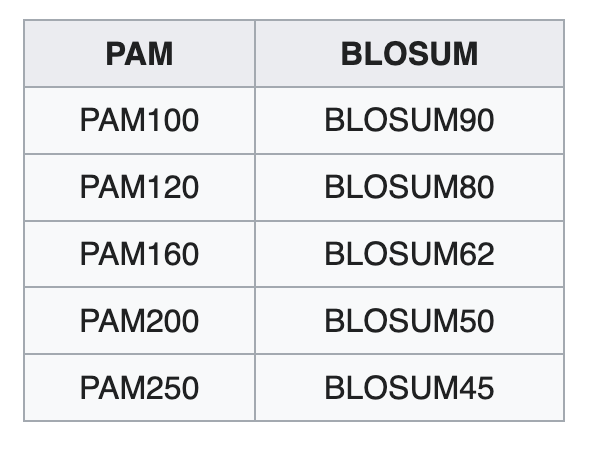 PAM BLOSUM
PAM100 BLOSUM90
PAM120 BLOSUM80
PAM160 BLOSUM62
PAM200 BLOSUM50
PAM250 BLOSUM45